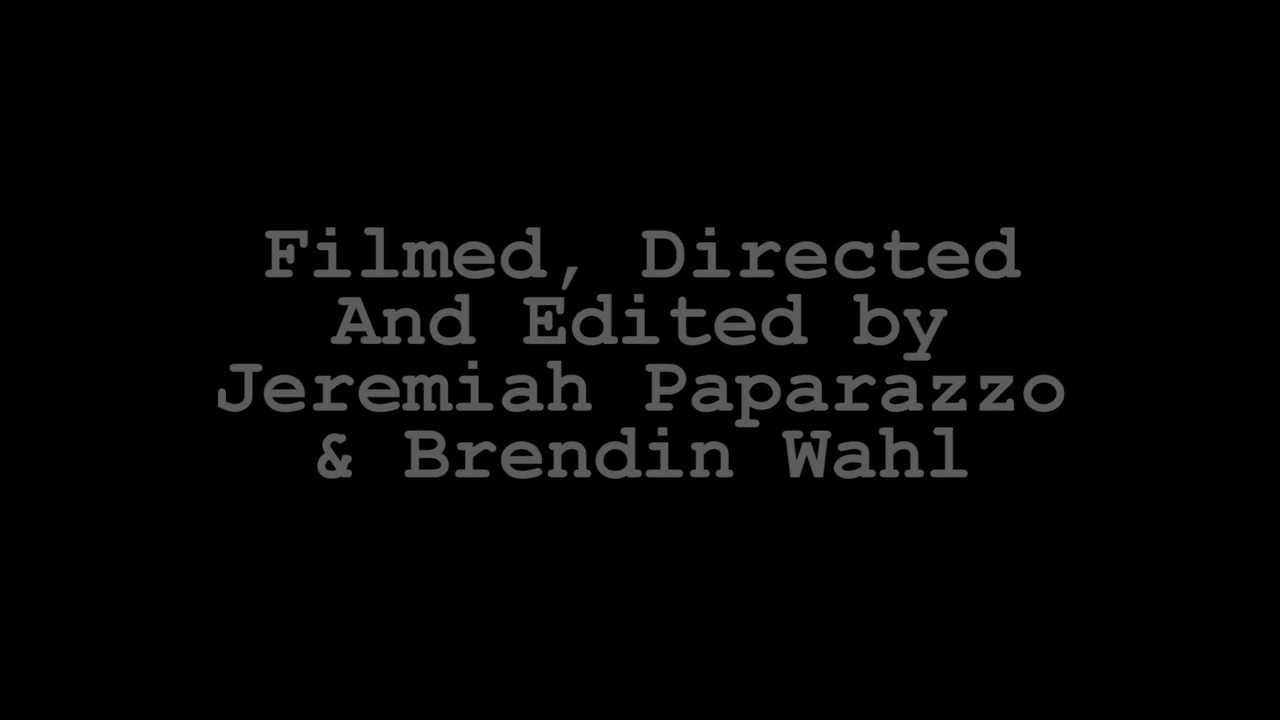 Filmed, Directed
And Edited by
Jeremiah Paparazzo
& Brendin Wahl